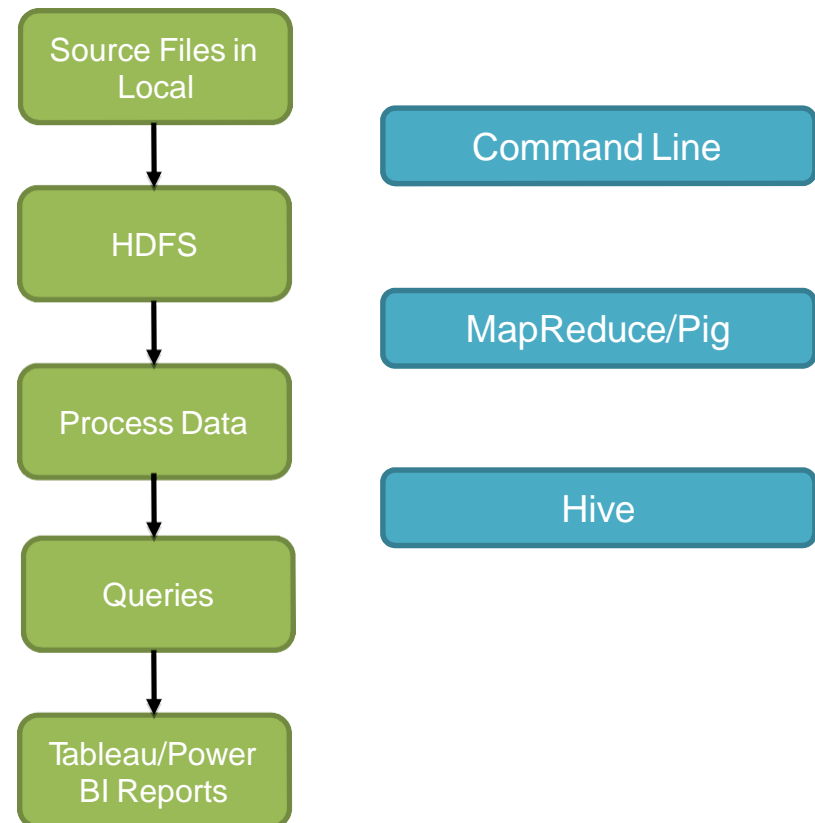 Source Files in
Local
Command Line
HDFS
MapReduce/Pig
Process Data
Hive
Queries
Tableau/Power
BI Reports